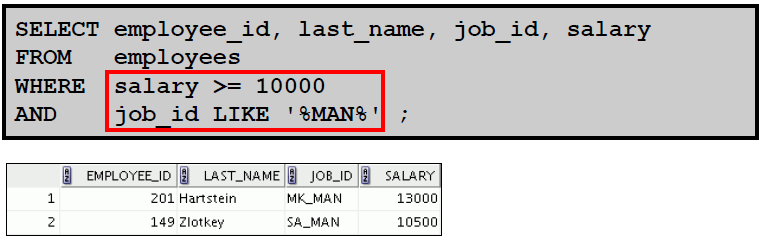 SELECT employee_id, last_name, job_id, salary
FROM employees
WHERE salary >= 10000
AND job_id LIKE '%MAN%' ;
EMPLOYEE_ID LAST_NAME JOB_ID SALARY
1 201 Hartstein MK_MAN 13000
2 149 Zlotkey SA_MAN 10500